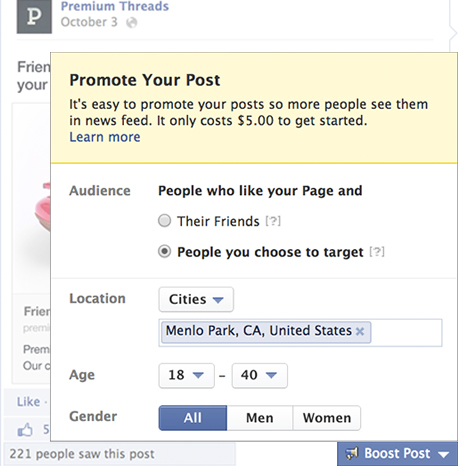 P
Premium Threads
October 3
Frien
your
Promote Your Post
It's easy to promote your posts so more people see them
in news feed. It only costs $5.00 to get started.
Learn more
Audience People who like your Page and
Their Friends [?]
People you choose to target [?]
Location Cities
Menlo Park, CA, United States ×
Age 18 – 40
Gender All Men Women
Frien
premi
Prem
Our c
Like ·
5
221 people saw this post
Boost Post